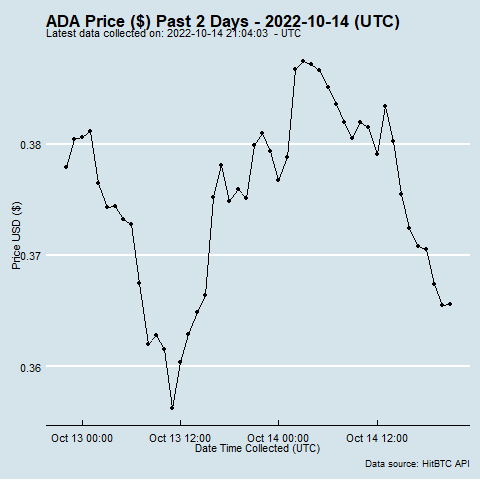 ADA Price ($) Past 2 Days - 2022-10-14 (UTC)
Latest data collected on: 2022-10-14 21:04:03 - UTC
0.38
0.37
0.36
Price USD ($)
Oct 13 00:00 Oct 13 12:00 Oct 14 00:00 Oct 14 12:00
Date Time Collected (UTC)
Data source: HitBTC API